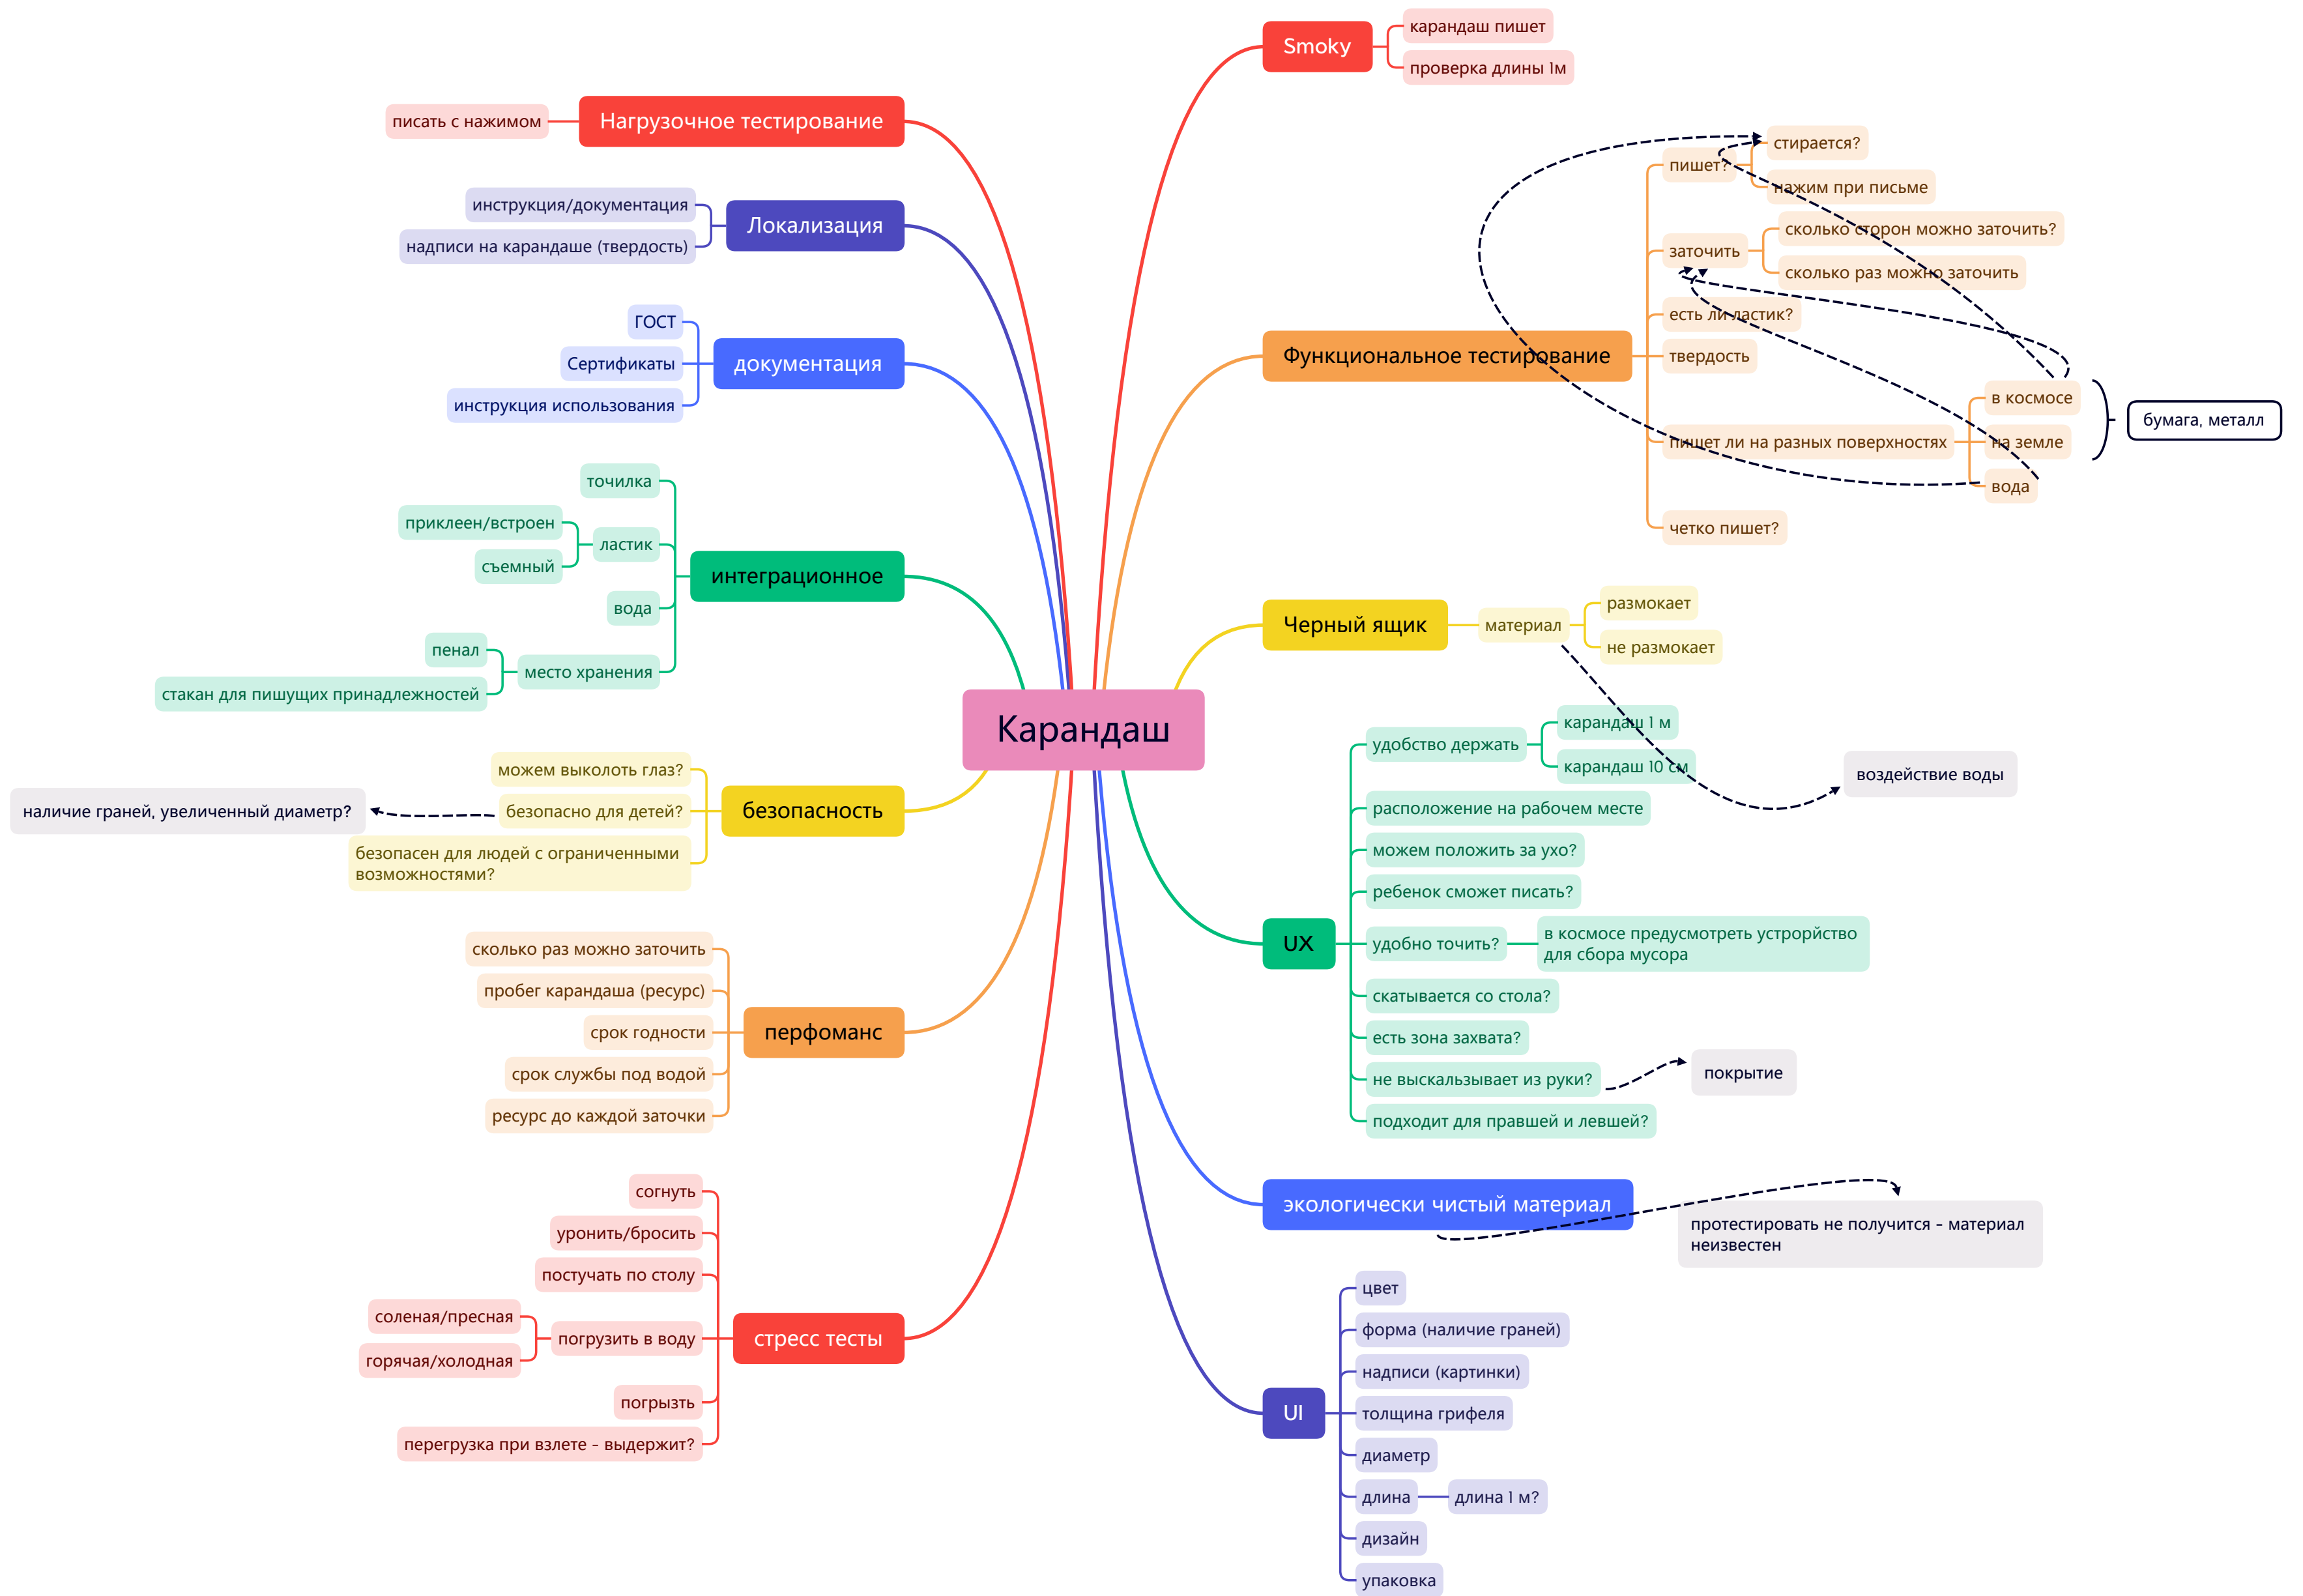 Карандаш
Smoky
карандаш пишет
проверка длины 1м
Функциональное тестирование
пишет?
стирается?
нажим при письме
заточить
сколько сторон можно заточить?
сколько раз можно заточить
есть ли ластик?
твердость
пишет ли на разных поверхностях
в космосе
на земле
вода
бумага, металл
четко пишет?
Черный ящик
материал
размокает
не размокает
воздействие воды
UX
удобство держать
карандаш 1 м
карандаш 10 см
расположение на рабочем месте
можем положить за ухо?
ребенок сможет писать?
удобно точить?
в космосе предусмотреть устрорйство
для сбора мусора
скатывается со стола?
есть зона захвата?
не выскальзывает из руки?
покрытие
подходит для правшей и левшей?
экологически чистый материал
протестировать не получится - материал
неизвестен
UI
цвет
форма (наличие граней)
надписи (картинки)
толщина грифеля
диаметр
длина
длина 1 м?
дизайн
упаковка
Нагрузочное тестирование
писать с нажимом
Локализация
инструкция/документация
надписи на карандаше (твердость)
документация
ГОСТ
Сертификаты
инструкция использования
интеграционное
точилка
ластик
приклеен/встроен
съемный
вода
место хранения
пенал
стакан для пишущих принадлежностей
безопасность
можем выколоть глаз?
безопасно для детей?
наличие граней, увеличенный диаметр?
безопасен для людей с ограниченными
возможностями?
перфоманс
сколько раз можно заточить
пробег карандаша (ресурс)
срок годности
срок службы под водой
ресурс до каждой заточки
стресс тесты
согнуть
уронить/бросить
постучать по столу
погрузить в воду
соленая/пресная
горячая/холодная
погрызть
перегрузка при взлете - выдержит?